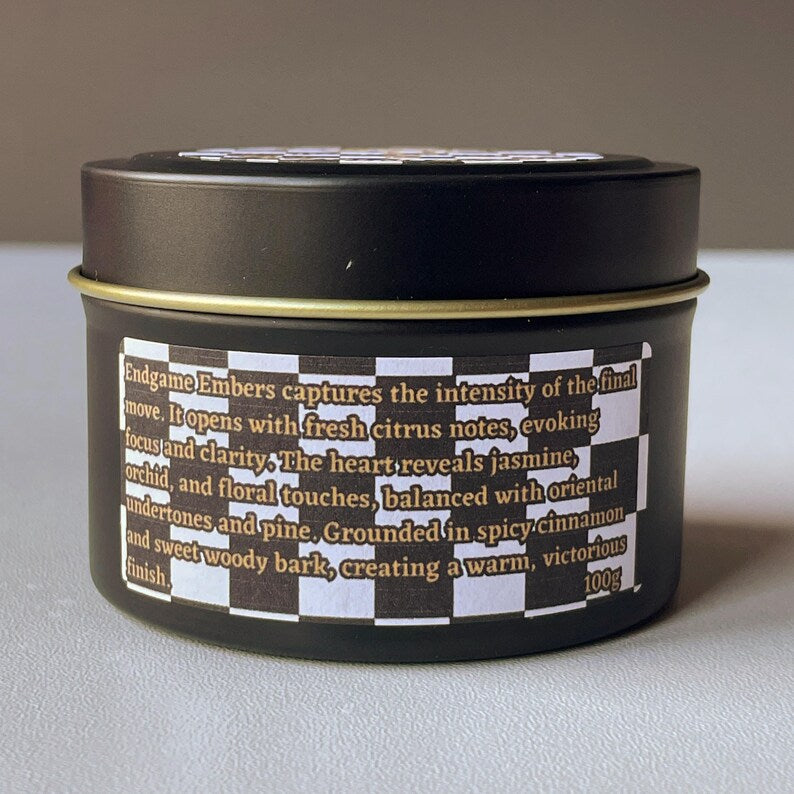 Endgame Embers captures the intensity of the final
move. It opens with fresh citrus notes, evoking
focus and clarity. The heart reveals jasmine,
orchid, and floral touches, balanced with oriental
undertones and pine. Grounded in spicy cinnamon
and sweet woody bark, creating a warm, victorious
finish.
100g